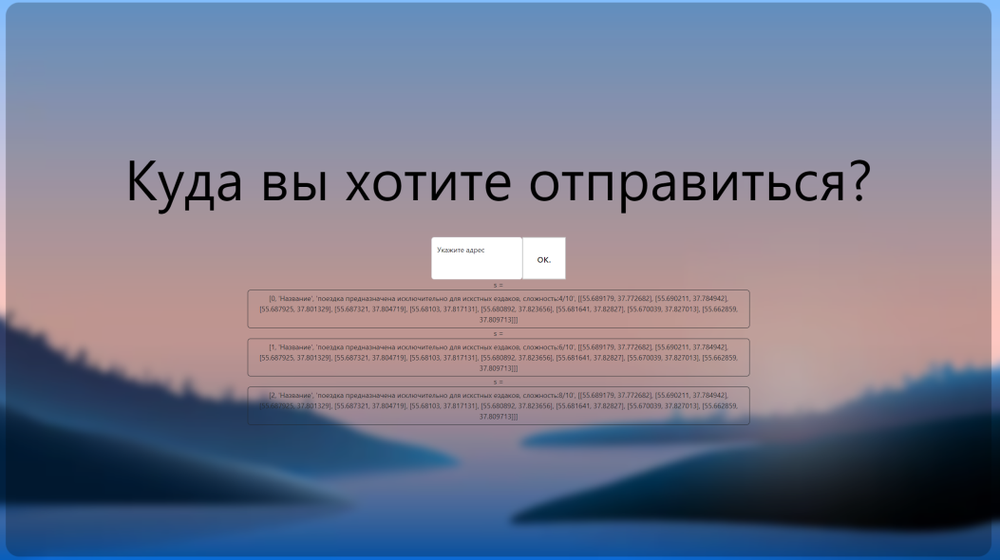 Куда вы хотите отправиться?
Укажите адрес
ОК.
s =
[0, 'Название', 'поездка предназначена исключительно для искстных ездаков, сложность:4/10', [[55.689179, 37.772682], [55.690211, 37.784942],
[55.687925, 37.801329], [55.687321, 37.804719], [55.68103, 37.817131], [55.680892, 37.823656], [55.681641, 37.82827], [55.670039, 37.827013], [55.662859,
37.809713]]]
s =
[1, 'Название', 'поездка предназначена исключительно для искстных ездаков, сложность:6/10', [[55.689179, 37.772682], [55.690211, 37.784942],
[55.687925, 37.801329], [55.687321, 37.804719], [55.68103, 37.817131], [55.680892, 37.823656], [55.681641, 37.82827], [55.670039, 37.827013], [55.662859,
37.809713]]]
s =
[2, 'Название', 'поездка предназначена исключительно для искстных ездаков, сложность:8/10', [[55.689179, 37.772682], [55.690211, 37.784942],
[55.687925, 37.801329], [55.687321, 37.804719], [55.68103, 37.817131], [55.680892, 37.823656], [55.681641, 37.82827], [55.670039, 37.827013], [55.662859,
37.809713]]]